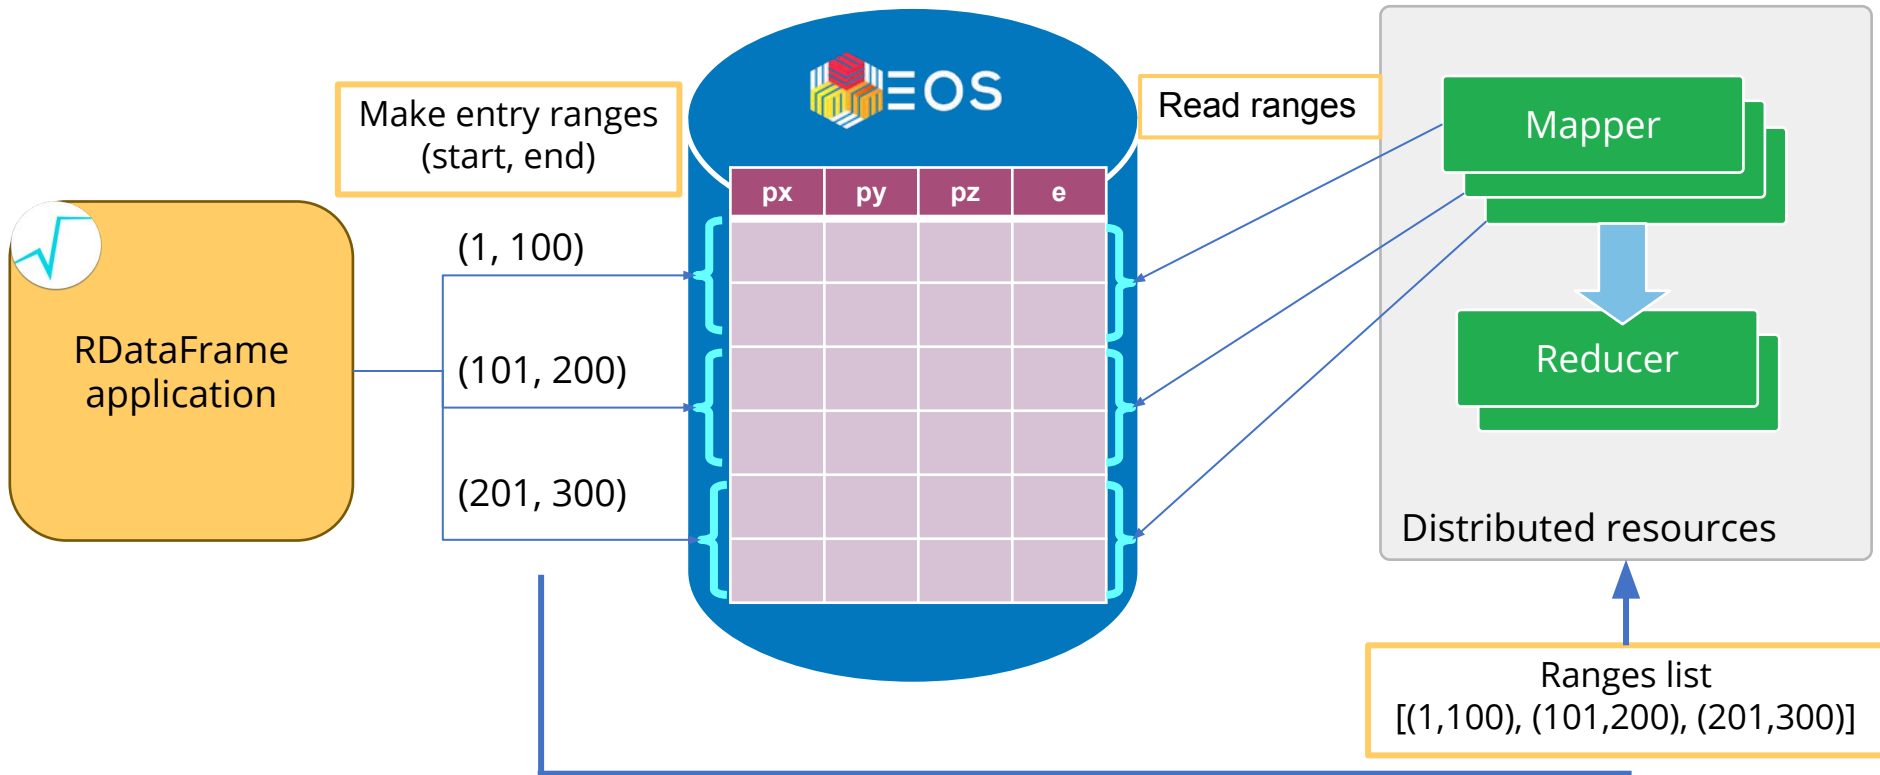 Make entry ranges
(start, end)
EOS
Read ranges
Mapper
px py pz e
(1, 100)
RDataFrame
application
(101, 200)
Reducer
(201, 300)
Distributed resources
Ranges list
[(1,100), (101,200), (201,300)]